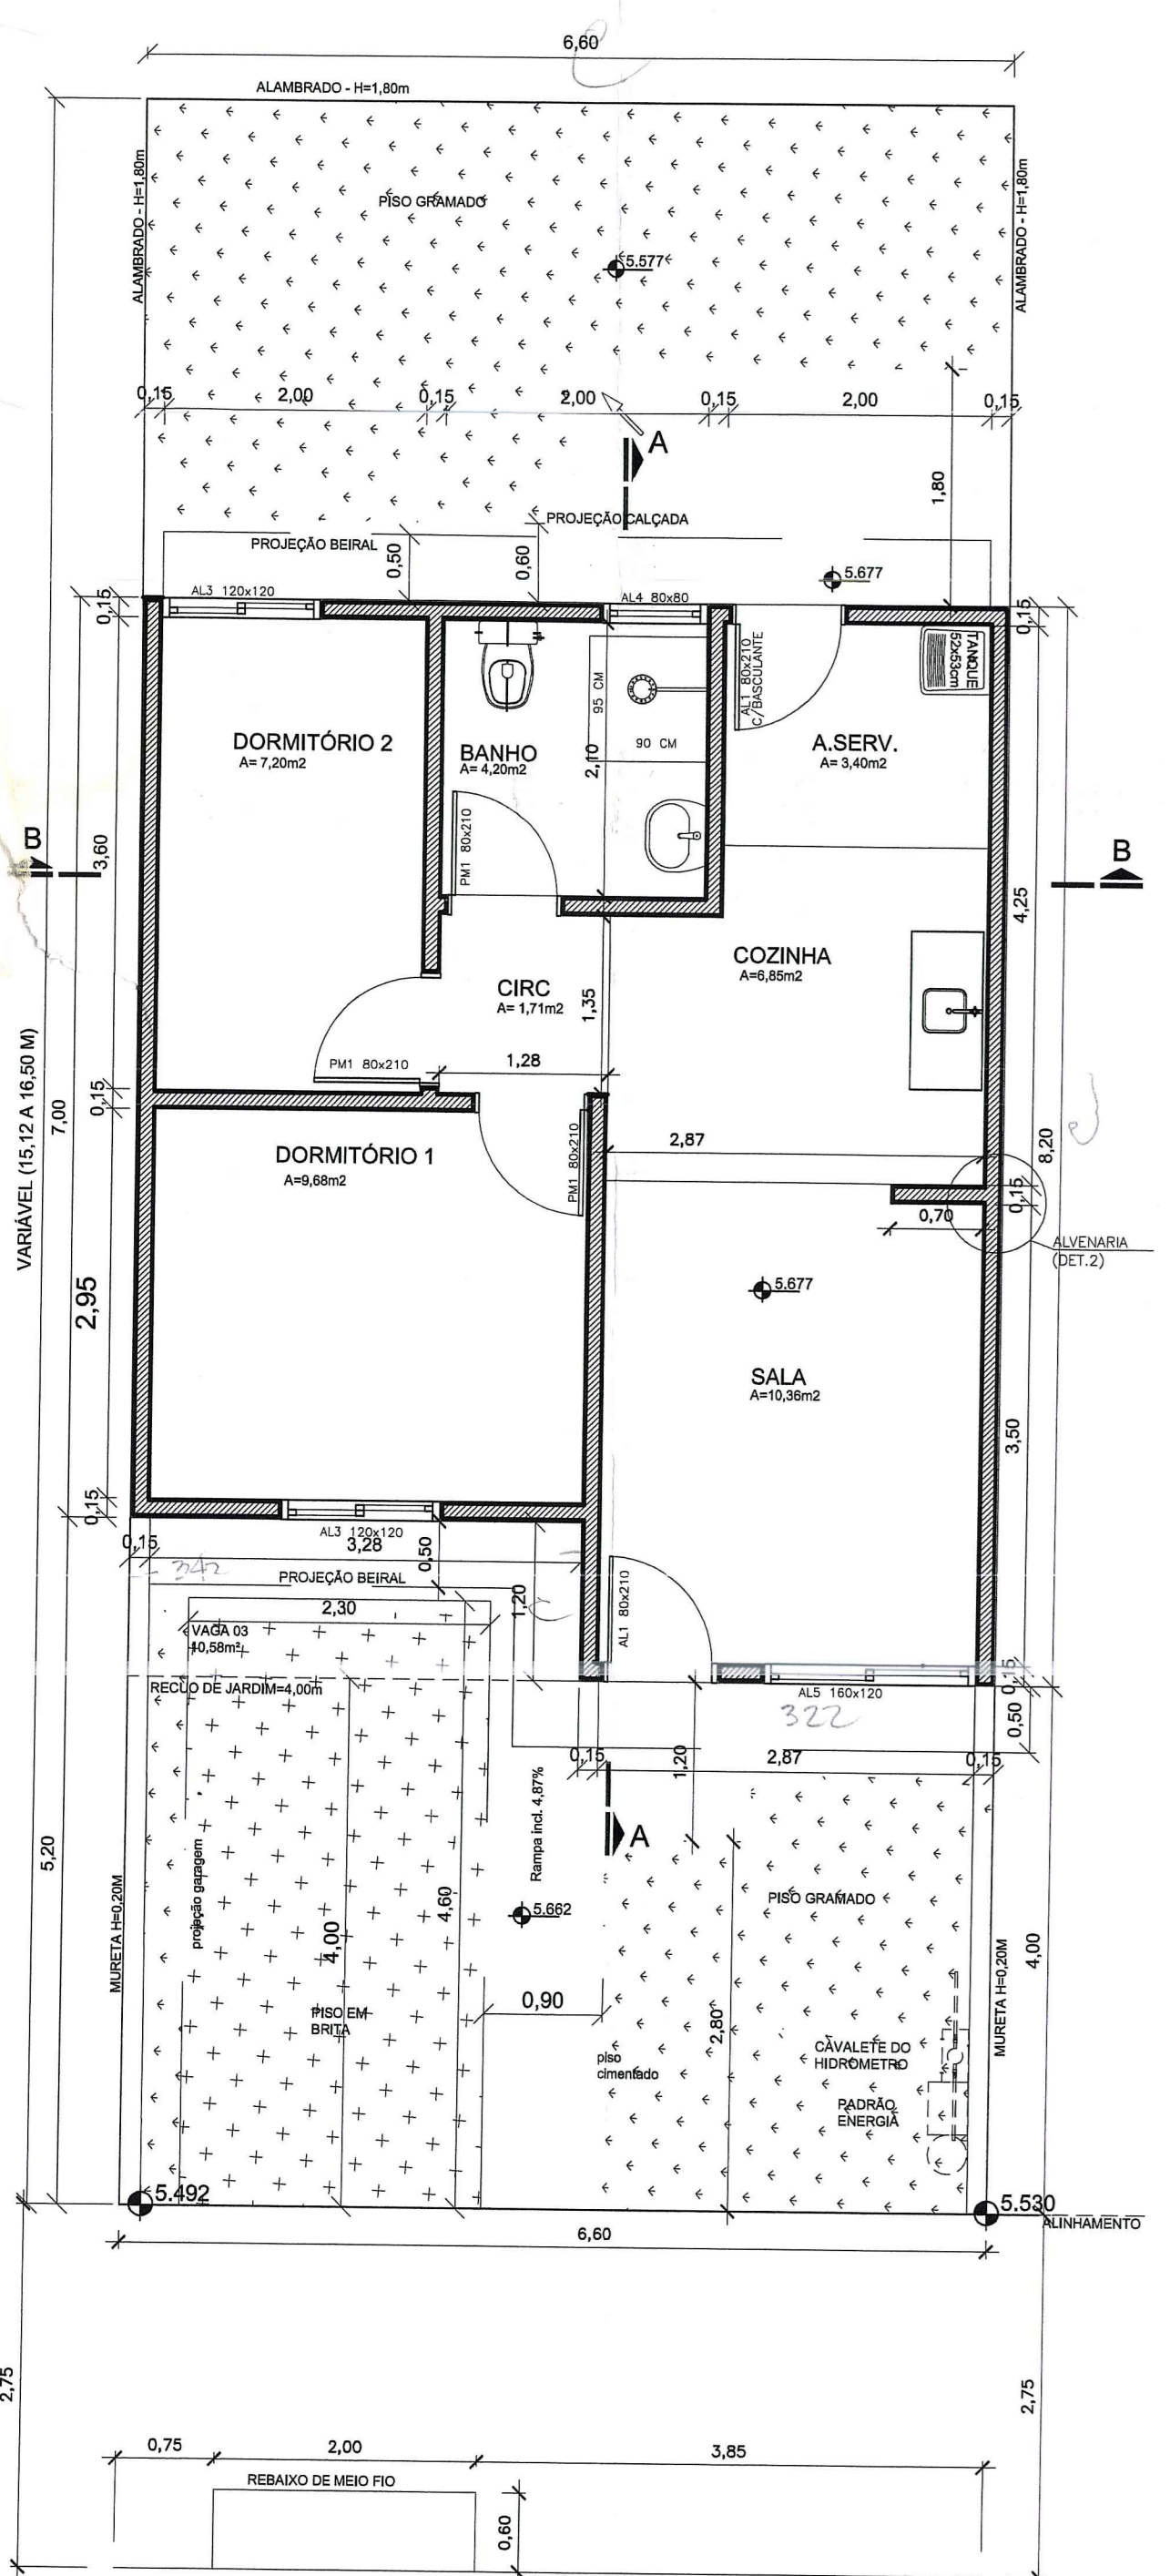 6,60
ALAMBRADO - H=1,80m
ALAMBRADO - H=1,80m
ALAMBRADO - H=1,80m
PISO GRAMADO
5.577
0,15
2,00
0,15
2,00
0,15
2,00
0,15
A
1,80
PROJEÇÃO CALÇADA
PROJEÇÃO BEIRAL
0,50
0,60
5.677
AL3 120x120
AL4 80x80
0,15
0,15
AL1 80x210
C/BASCULANTE
TANQUE
52x53cm
95 CM
90 CM
DORMITÓRIO 2
A= 7,20m2
BANHO
A= 4,20m2
2,10
A.SERV.
A= 3,40m2
PM1 80x210
B
3,60
B
4,25
COZINHA
A=6,85m2
CIRC
A= 1,71m2
1,35
PM1 80x210
1,28
VARIÁVEL (15,12 A 16,50 M)
7,00
0,15
DORMITÓRIO 1
A=9,68m2
PM1 80x210
2,87
8,20
0,15
0,70
ALVENARIA
(DET.2)
2,95
5.677
SALA
A=10,36m2
3,50
0,15
AL3 120x120
0,15
3,28
0,50
342
PROJEÇÃO BEIRAL
2,30
1,20
AL1 80x210
VAGA 03
10,58m²
RECUO DE JARDIM=4,00m
0,15
AL5 160x120
322
0,50
0,15
1,20
2,87
0,15
Rampa incl. 4,87%
A
5,20
MURETA H=0,20M
projeção garagem
4,00
4,60
5.662
PISO GRAMADO
MURETA H=0,20M
4,00
0,90
PISO EM
BRITA
2,80
piso
cimentado
CAVALETE DO
HIDRÔMETRO
PADRÃO
ENERGIA
5.492
5.530
ALINHAMENTO
6,60
2,75
2,75
0,75
2,00
3,85
REBAIXO DE MEIO FIO
0,60